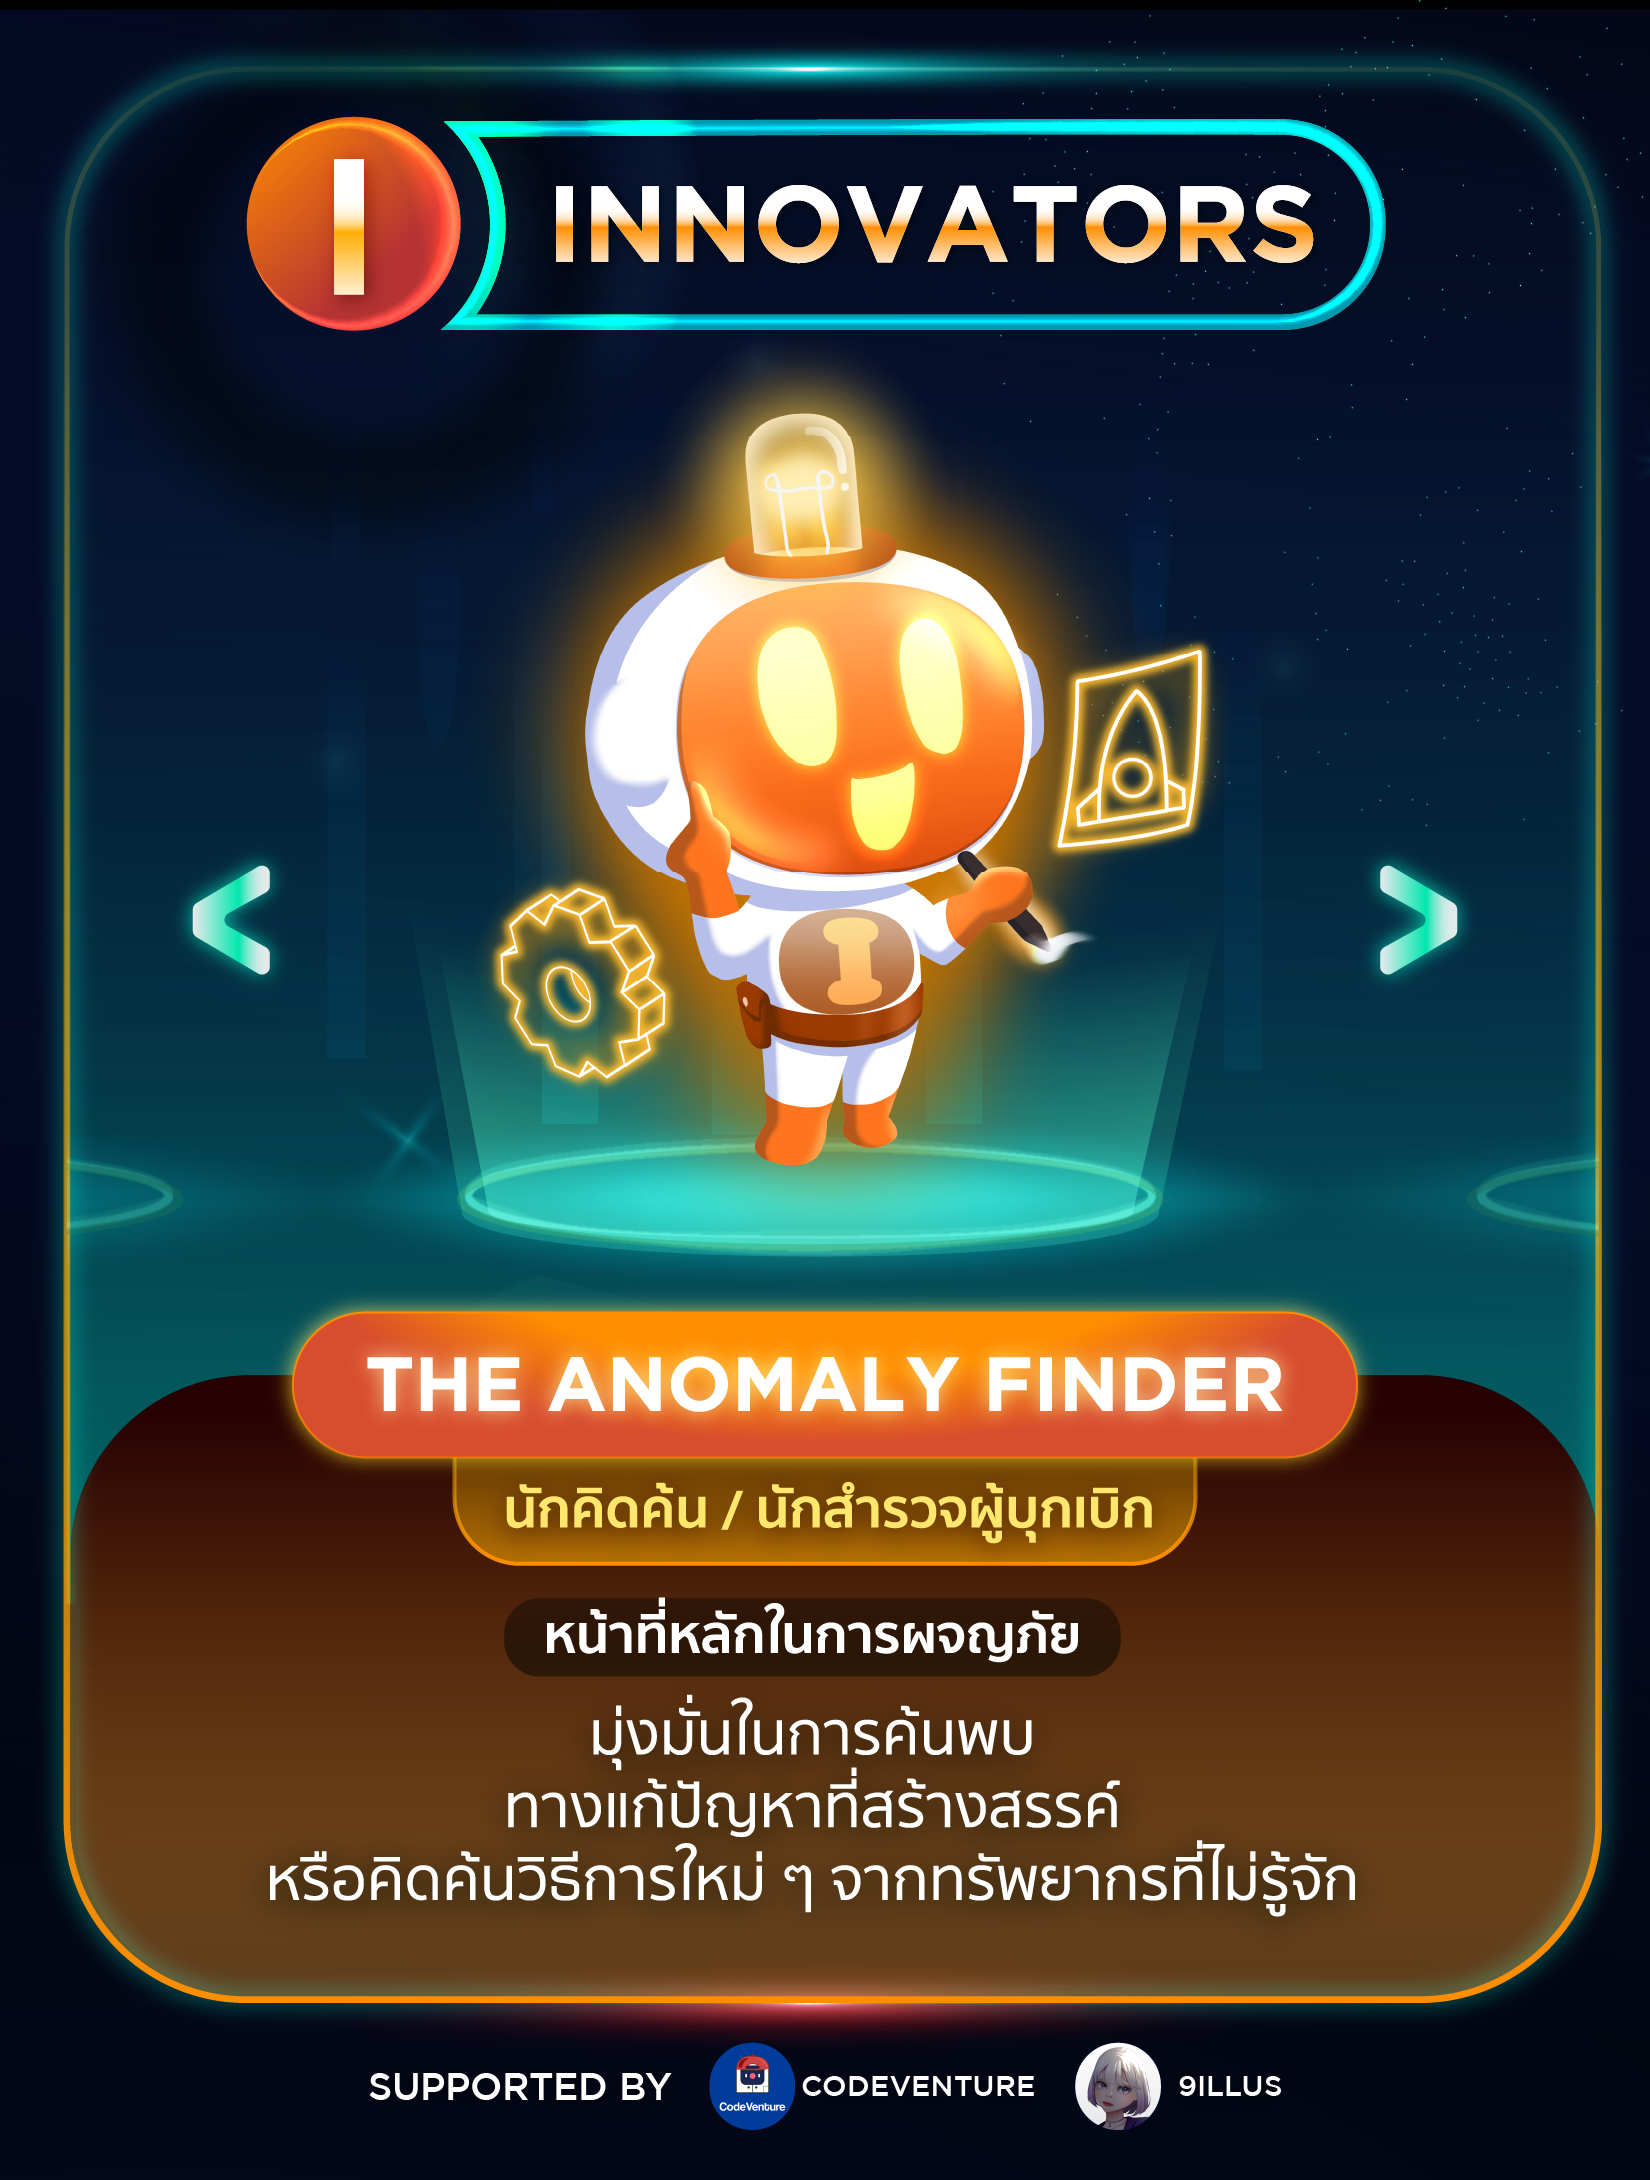 I
INNOVATORS
I
THE ANOMALY FINDER
นักคิดค้น / นักสำรวจผู้บุกเบิก
หน้าที่หลักในการผจญภัย
มุ่งมั่นในการค้นพบ
ทางแก้ปัญหาที่สร้างสรรค์
หรือคิดค้นวิธีการใหม่ ๆ จากทรัพยากรที่ไม่รู้จัก
SUPPORTED BY
CodeVenture
CODEVENTURE
9ILLUS